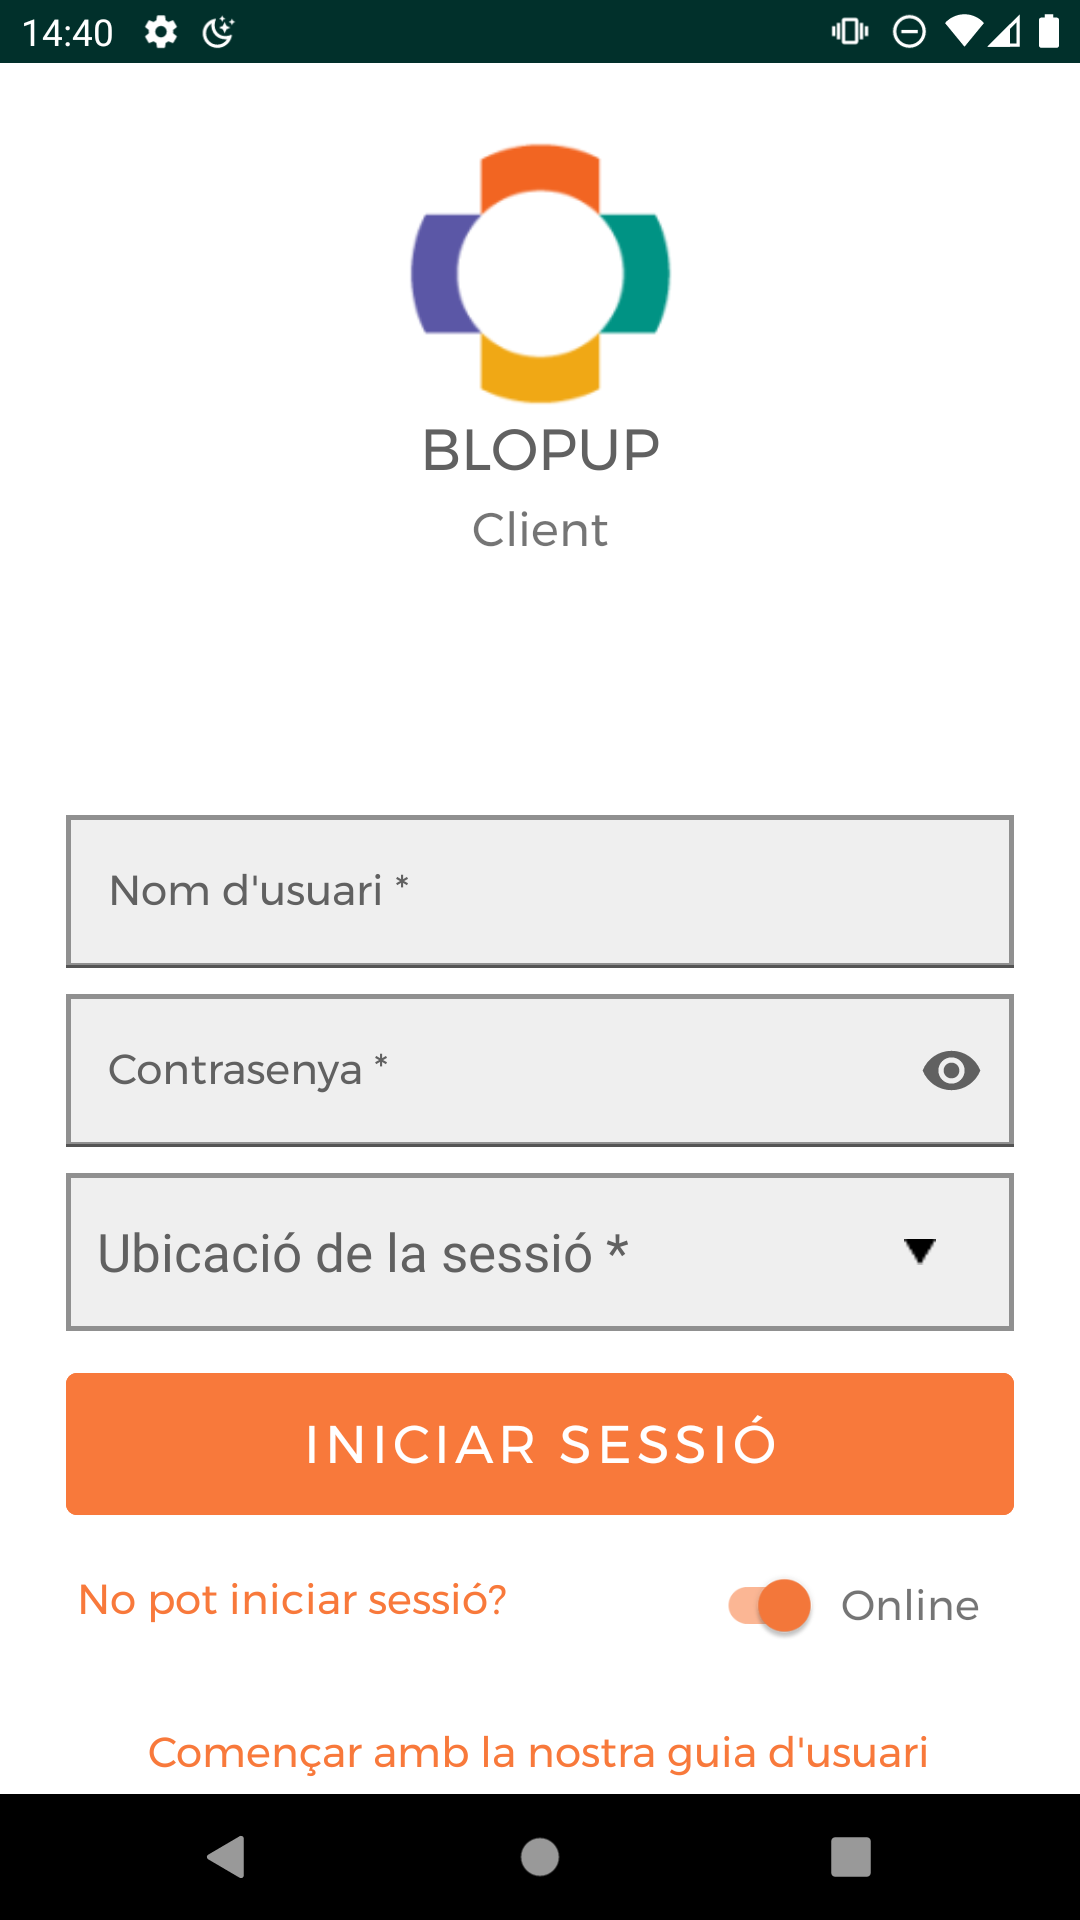 14:40
BLOPUP
Client
Nom d'usuari *
Contrasenya *
Ubicació de la sessió *
INICIAR SESSIÓ
No pot iniciar sessió?
Online
Començar amb la nostra guia d'usuari